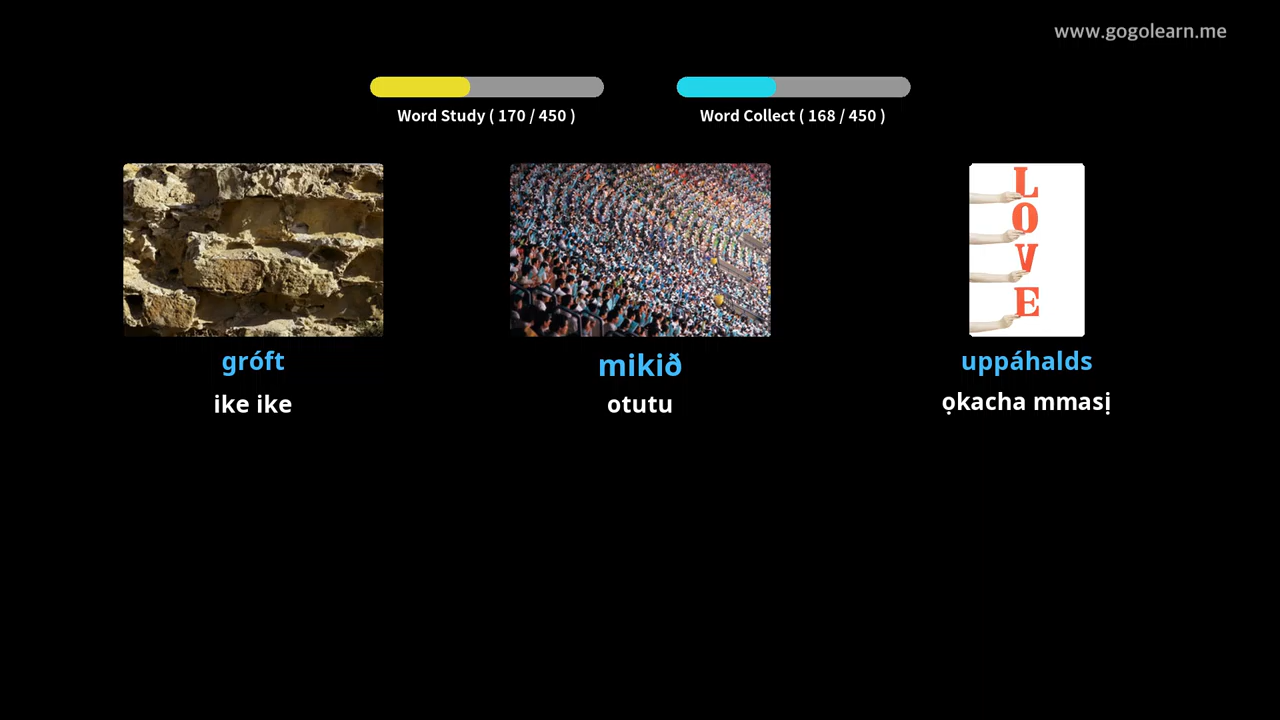 www.gogolearn.me
Word Study ( 170 / 450 )
Word Collect ( 168 / 450 )
L
O
V
E
gróft
mikið
uppáhalds
ike ike
otutu
ọkacha mmasị